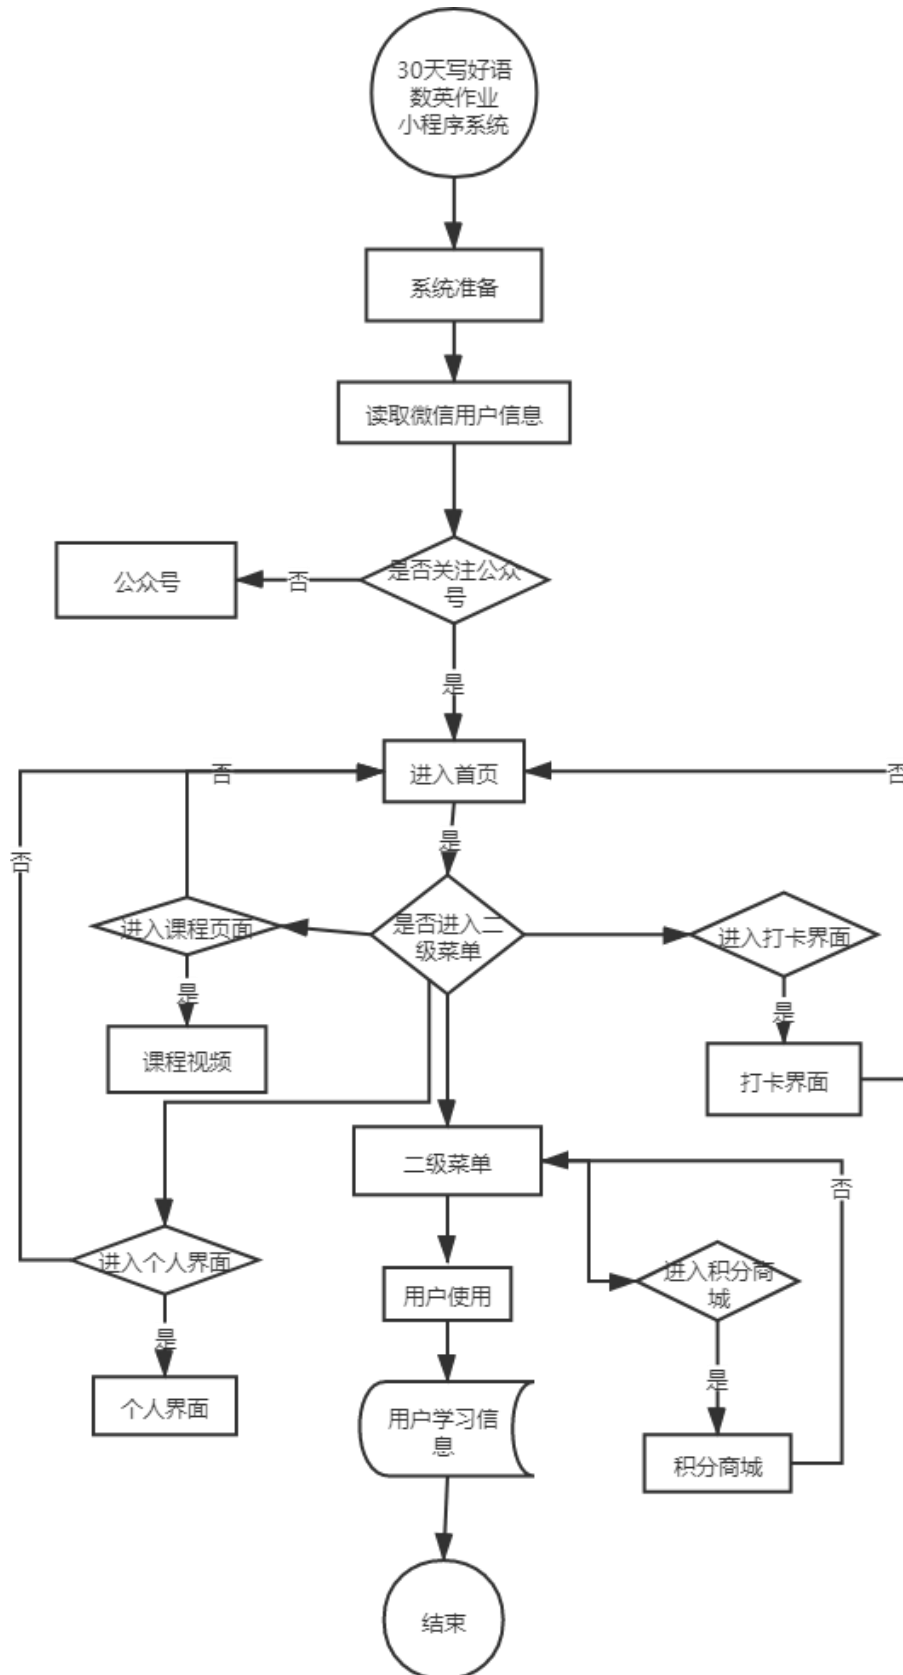 30天写好语
数英作业
小程序系统
系统准备
读取微信用户信息
公众号
否
是否关注公众
号
是
否
进入首页
否
是
否
进入课程页面
是否进入二
级菜单
进入打卡界面
是
是
课程视频
打卡界面
二级菜单
否
进入个人界面
进入积分商
城
用户使用
是
是
个人界面
用户学习信
息
积分商城
结束